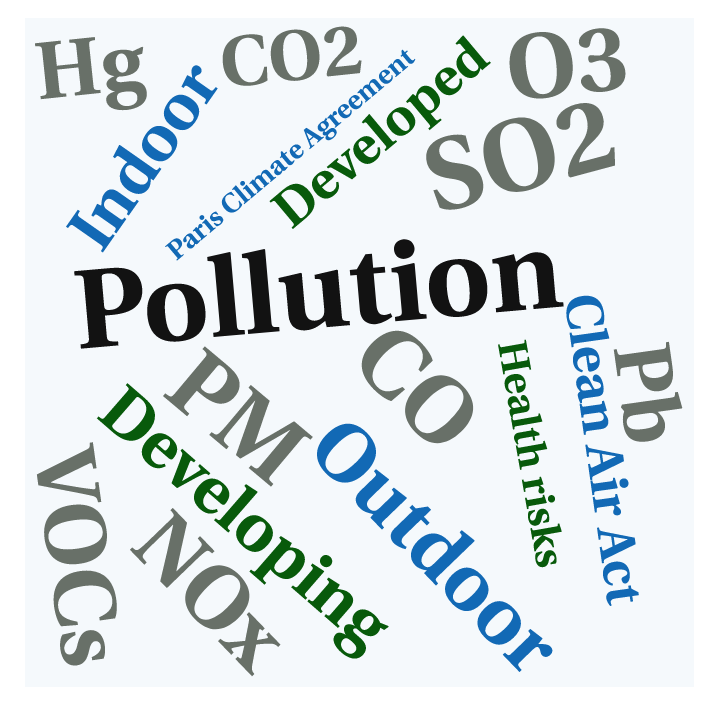 Hg
CO2
O3
Indoor
Paris Climate Agreement
Developed
SO2
Pollution
Clean Air Act
Pb
CO
Health risks
PM
Developing
Outdoor
VOCs
NOx